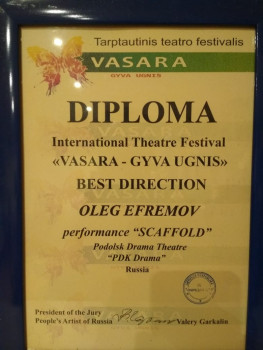 Tarptautinis teatro festivalis
VASARA
GYVA UGNIS
DIPLOMA
International Theatre Festival
«VASARA - GYVA UGNIS»
BEST DIRECTION
OLEG EFREMOV
performance “SCAFFOLD”
Podolsk Drama Theatre
“PDK Drama”
Russia
President of the Jury
People's Artist of Russia Valery Garkalin